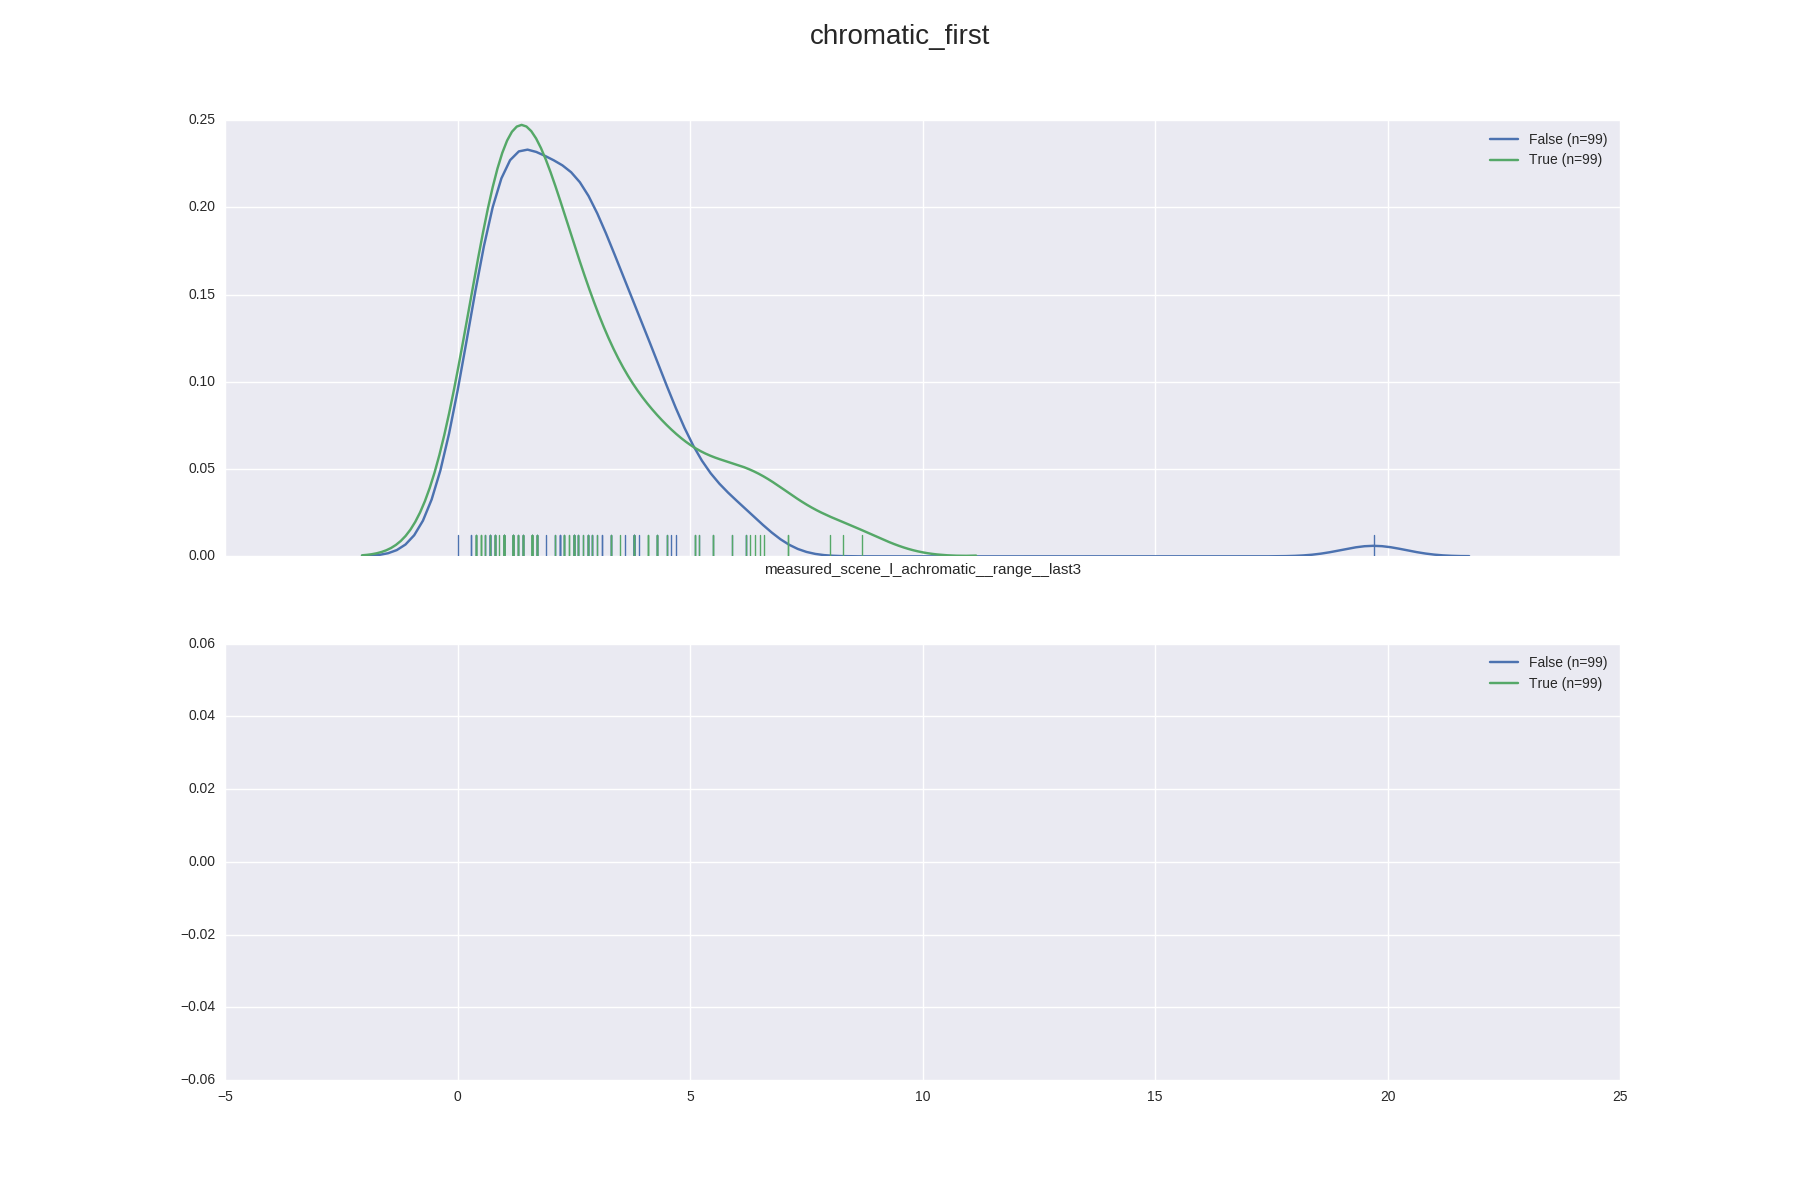 chromatic_first
0.25
0.20
0.15
0.10
0.05
0.00
False (n=99)
True (n=99)
measured_scene_l_achromatic__range__last3
0.06
0.04
0.02
0.00
−0.02
−0.04
−0.06
False (n=99)
True (n=99)
−5 0 5 10 15 20 25